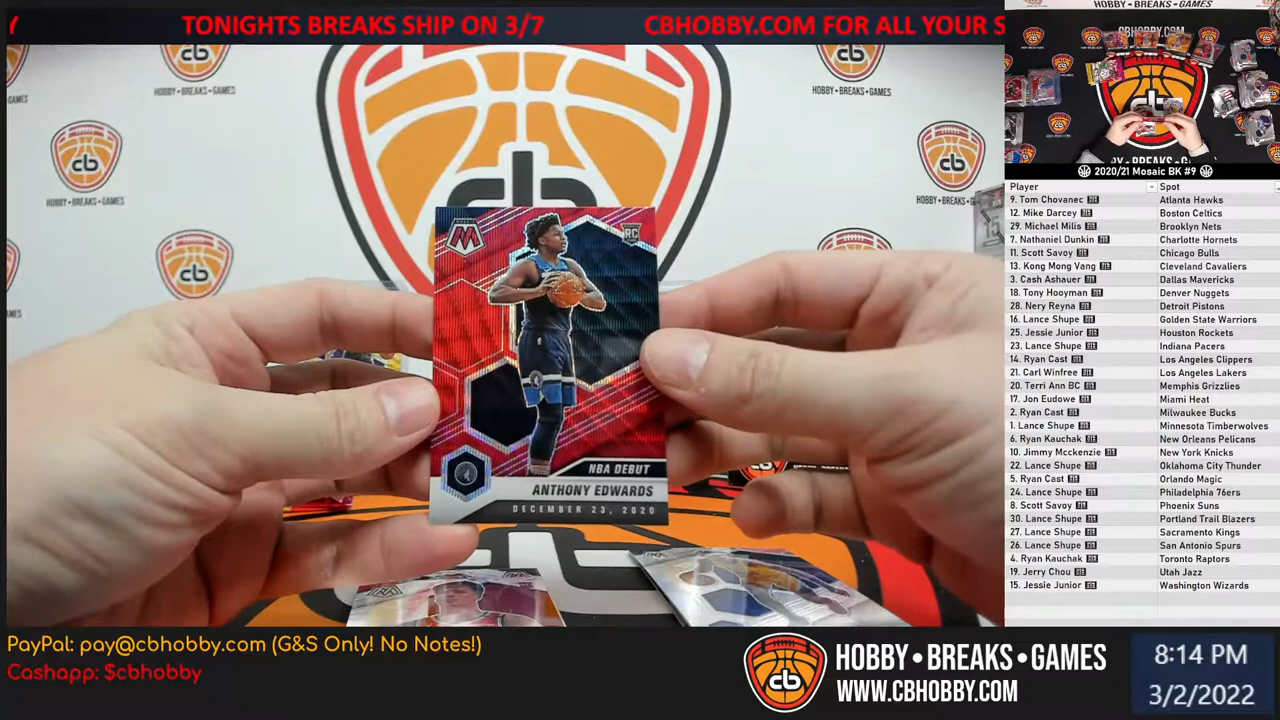 Y
TONIGHTS BREAKS SHIP ON 3/7
CBHOBBY.COM FOR ALL YOUR S
cb
HOBBY•BREAKS•GAMES
cb
HOBBY•BREAKS•GAMES
cb
HOBBY•BREAKS•GAMES
cb
HOBBY•BREAKS•GAMES
RC
NBA DEBUT
ANTHONY EDWARDS
DECEMBER 23, 2020
HOBBY•BREAKS•GAMES
CBHOBBY.COM
cb
2020/21 Mosaic BK #9
Player Spot
9. Tom Chovanec Atlanta Hawks
12. Mike Darcey Boston Celtics
29. Michael Milis Brooklyn Nets
7. Nathaniel Dunkin Charlotte Hornets
11. Scott Savoy Chicago Bulls
13. Kong Mong Vang Cleveland Cavaliers
3. Cash Ashauer Dallas Mavericks
18. Tony Hooyman Denver Nuggets
28. Nery Reyna Detroit Pistons
16. Lance Shupe Golden State Warriors
25. Jessie Junior Houston Rockets
23. Lance Shupe Indiana Pacers
14. Ryan Cast Los Angeles Clippers
21. Carl Winfree Los Angeles Lakers
20. Terri Ann BC Memphis Grizzlies
17. Jon Eudowe Miami Heat
2. Ryan Cast Milwaukee Bucks
1. Lance Shupe Minnesota Timberwolves
6. Ryan Kauchak New Orleans Pelicans
10. Jimmy Mckenzie New York Knicks
22. Lance Shupe Oklahoma City Thunder
5. Ryan Cast Orlando Magic
24. Lance Shupe Philadelphia 76ers
8. Scott Savoy Phoenix Suns
30. Lance Shupe Portland Trail Blazers
27. Lance Shupe Sacramento Kings
26. Lance Shupe San Antonio Spurs
4. Ryan Kauchak Toronto Raptors
19. Jerry Chou Utah Jazz
15. Jessie Junior Washington Wizards
PayPal: pay@cbhobby.com (G&S Only! No Notes!)
Cashapp: $cbhobby
cb
HOBBY•BREAKS•GAMES
WWW.CBHOBBY.COM
8:14 PM
3/2/2022